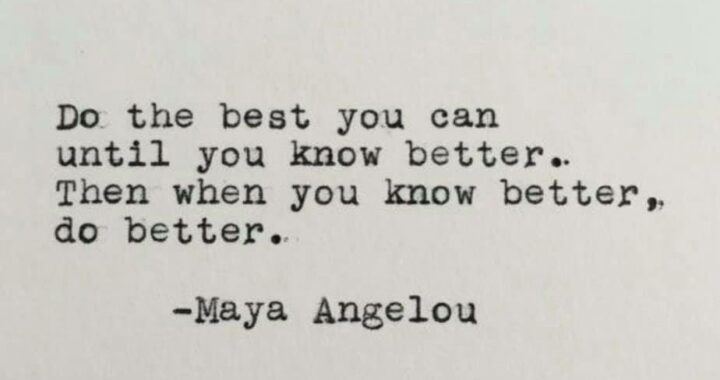 Do the best you can
until you know better.
Then when you know better,
do better.
-Maya Angelou